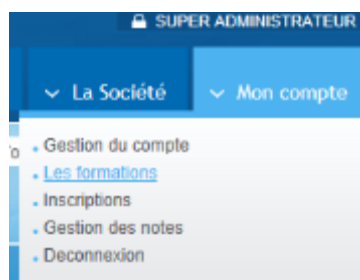 SUPER ADMINISTRATEUR
La Société Mon compte
Gestion du compte
Les formations
Inscriptions
Gestion des notes
Deconnexion